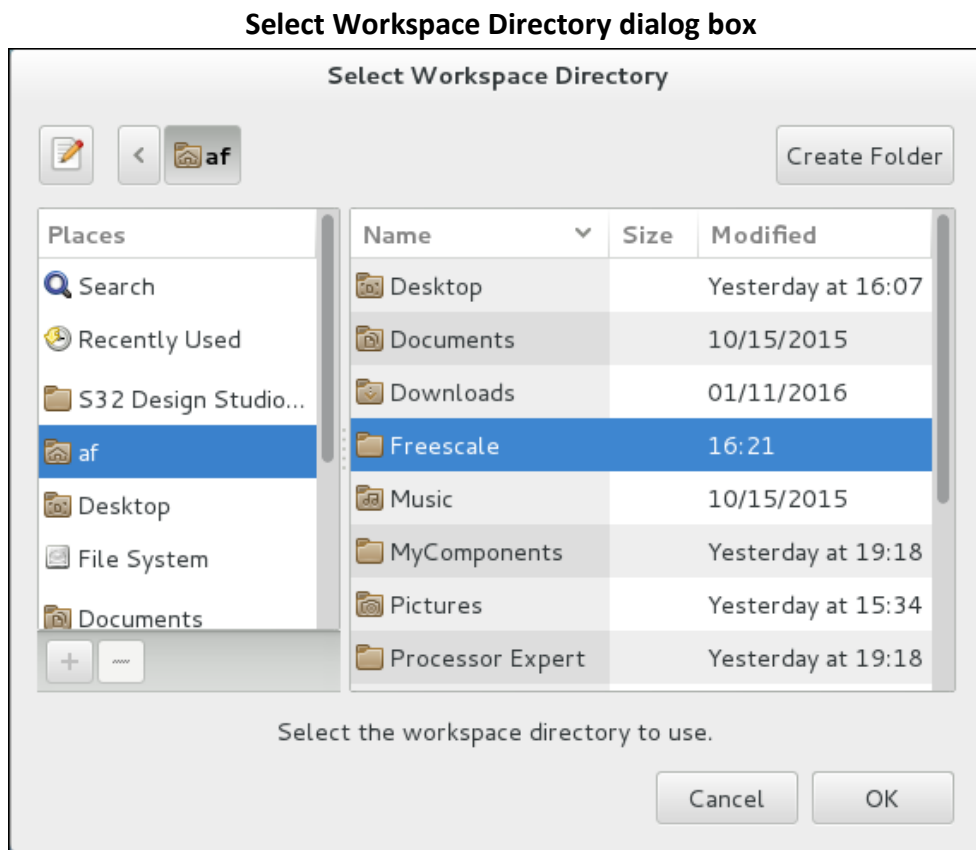 Select Workspace Directory dialog box
Select Workspace Directory
af
Create Folder
Places
Search
Recently Used
S32 Design Studio...
af
Desktop
File System
Documents
Name Size Modified
Desktop Yesterday at 16:07
Documents 10/15/2015
Downloads 01/11/2016
Freescale 16:21
Music 10/15/2015
MyComponents Yesterday at 19:18
Pictures Yesterday at 15:34
Processor Expert Yesterday at 19:18
Select the workspace directory to use.
Cancel OK